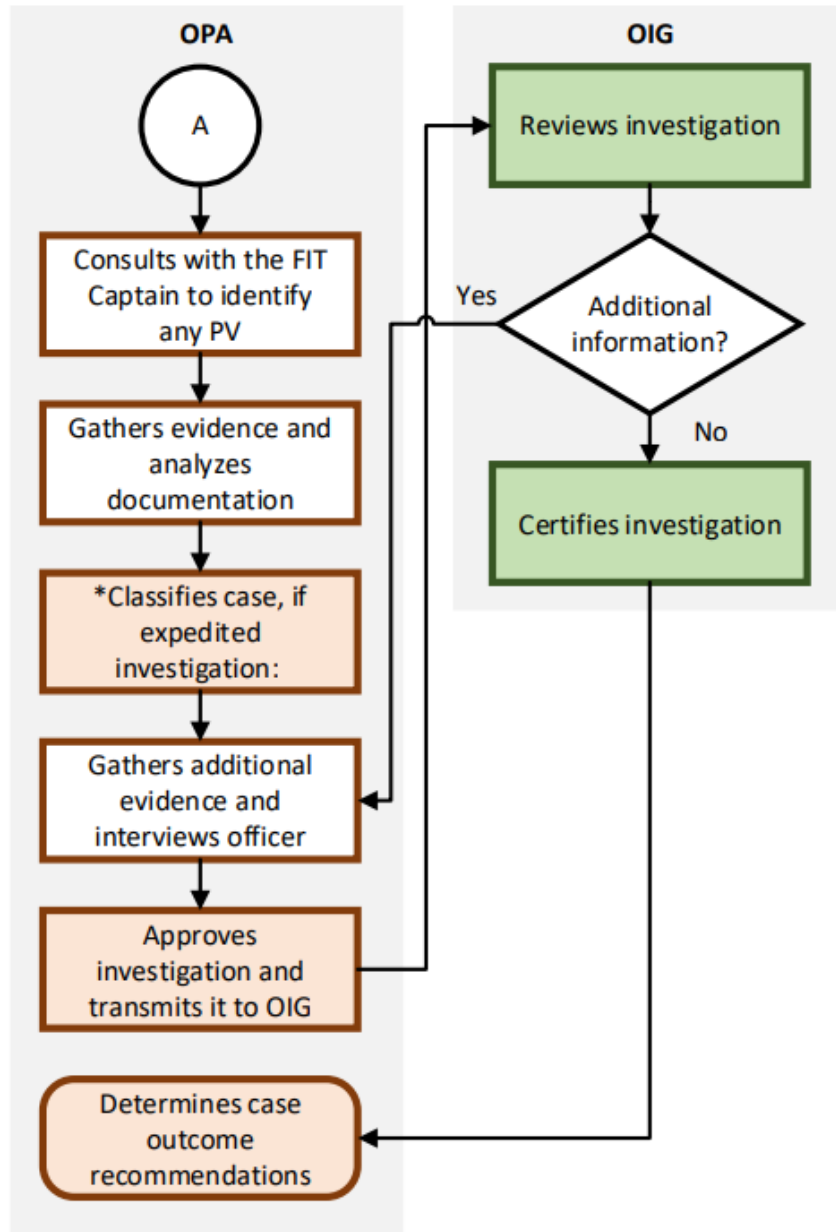 OPA
A
Consults with the FIT
Captain to identify
any PV
Gathers evidence and
analyzes
documentation
*Classifies case, if
expedited
investigation:
Gathers additional
evidence and
interviews officer
Approves
investigation and
transmits it to OIG
Determines case
outcome
recommendations
OIG
Reviews investigation
Yes
Additional
information?
No
Certifies investigation